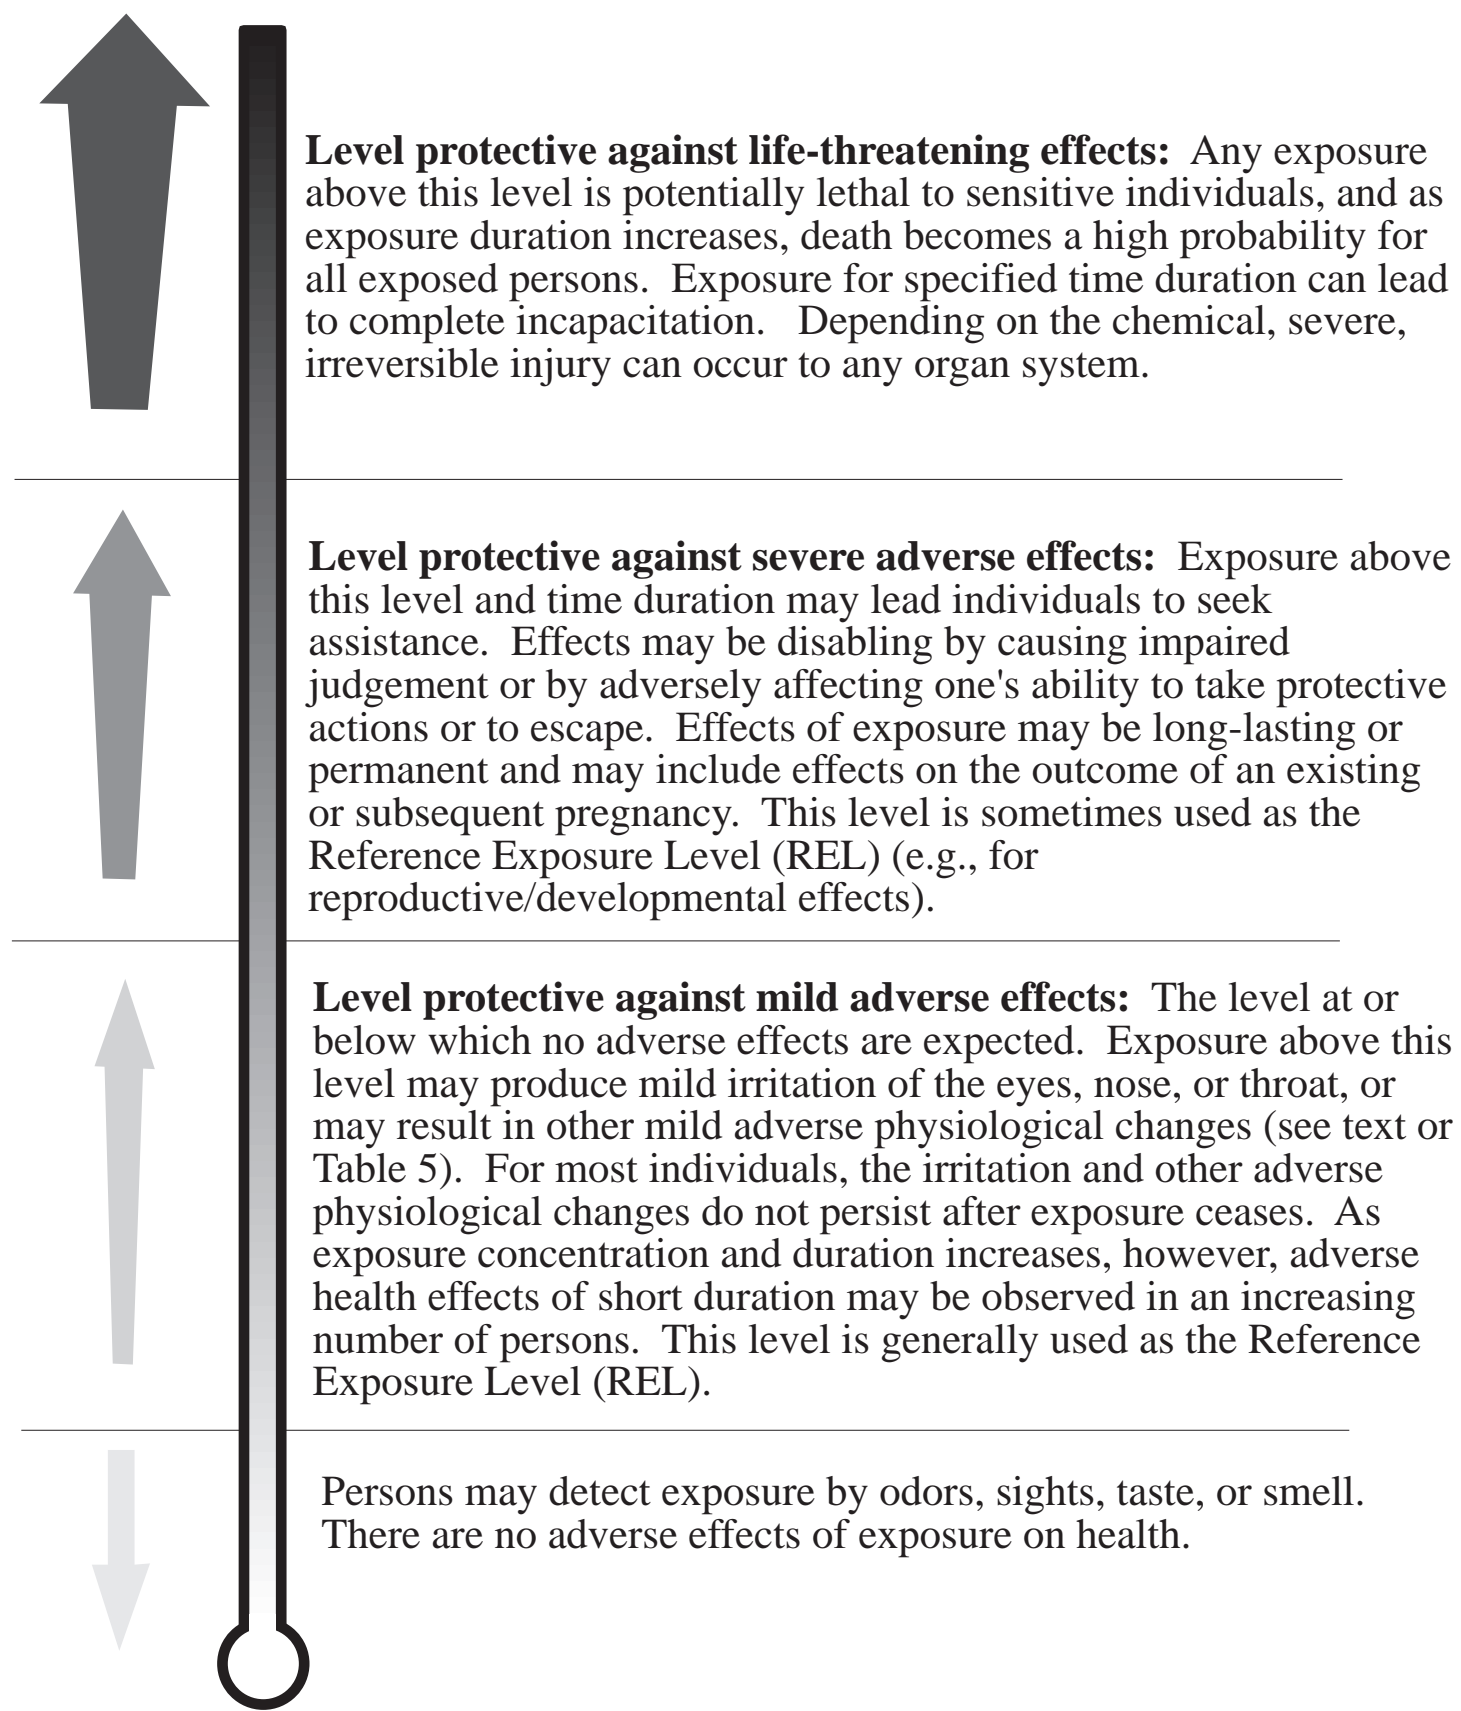 Level protective against life-threatening effects: Any exposure
above this level is potentially lethal to sensitive individuals, and as
exposure duration increases, death becomes a high probability for
all exposed persons. Exposure for specified time duration can lead
to complete incapacitation. Depending on the chemical, severe,
irreversible injury can occur to any organ system.
Level protective against severe adverse effects: Exposure above
this level and time duration may lead individuals to seek
assistance. Effects may be disabling by causing impaired
judgement or by adversely affecting one's ability to take protective
actions or to escape. Effects of exposure may be long-lasting or
permanent and may include effects on the outcome of an existing
or subsequent pregnancy. This level is sometimes used as the
Reference Exposure Level (REL) (e.g., for
reproductive/developmental effects).
Level protective against mild adverse effects: The level at or
below which no adverse effects are expected. Exposure above this
level may produce mild irritation of the eyes, nose, or throat, or
may result in other mild adverse physiological changes (see text or
Table 5). For most individuals, the irritation and other adverse
physiological changes do not persist after exposure ceases. As
exposure concentration and duration increases, however, adverse
health effects of short duration may be observed in an increasing
number of persons. This level is generally used as the Reference
Exposure Level (REL).
Persons may detect exposure by odors, sights, taste, or smell.
There are no adverse effects of exposure on health.